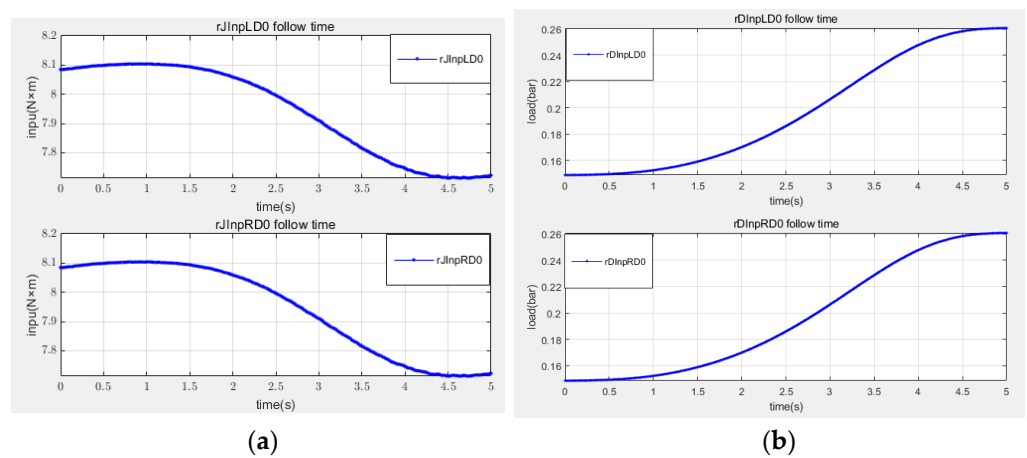 rJInpLD0 follow time
inpu(N×m)
8.2
8.1
8
7.9
7.8
rJInpLD0
0 0.5 1 1.5 2 2.5 3 3.5 4 4.5 5
time(s)
rJInpRD0 follow time
inpu(N×m)
8.2
8.1
8
7.9
7.8
rJInpRD0
0 0.5 1 1.5 2 2.5 3 3.5 4 4.5 5
time(s)
(a)
rDInpLD0 follow time
load(bar)
0.26
0.24
0.22
0.2
0.18
0.16
rDInpLD0
0 0.5 1 1.5 2 2.5 3 3.5 4 4.5 5
time(s)
rDInpRD0 follow time
load(bar)
0.26
0.24
0.22
0.2
0.18
0.16
rDInpRD0
0 0.5 1 1.5 2 2.5 3 3.5 4 4.5 5
time(s)
(b)